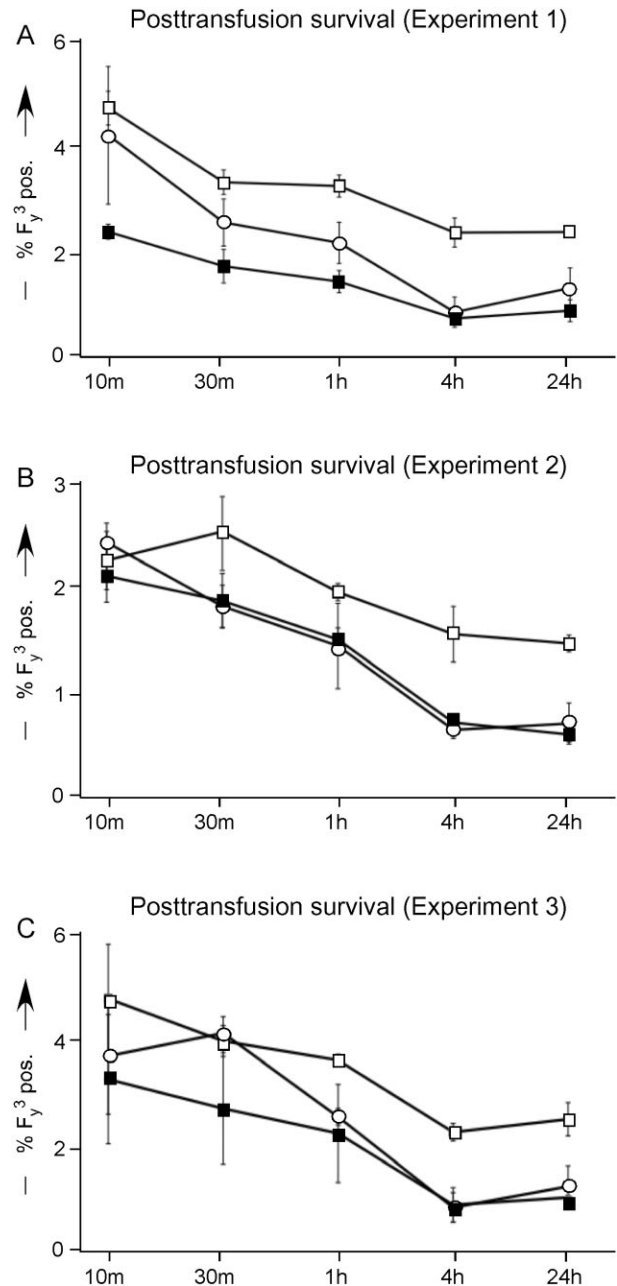 A
Posttransfusion survival (Experiment 1)
6
4
2
0
— % Fy³ pos. →
10m 30m 1h 4h 24h
B
Posttransfusion survival (Experiment 2)
3
2
1
0
— % Fy³ pos. →
10m 30m 1h 4h 24h
C
Posttransfusion survival (Experiment 3)
6
4
2
0
— % Fy³ pos. →
10m 30m 1h 4h 24h